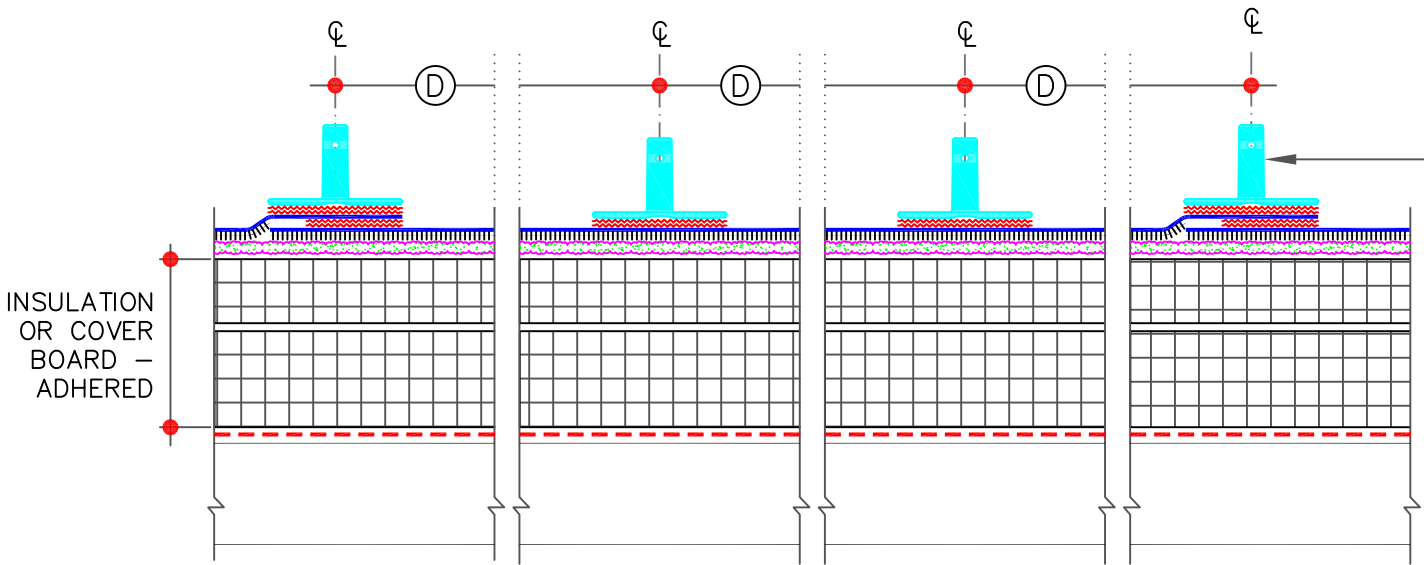 ℄ ℄ ℄ ℄
D D D
INSULATION
OR COVER
BOARD –
ADHERED